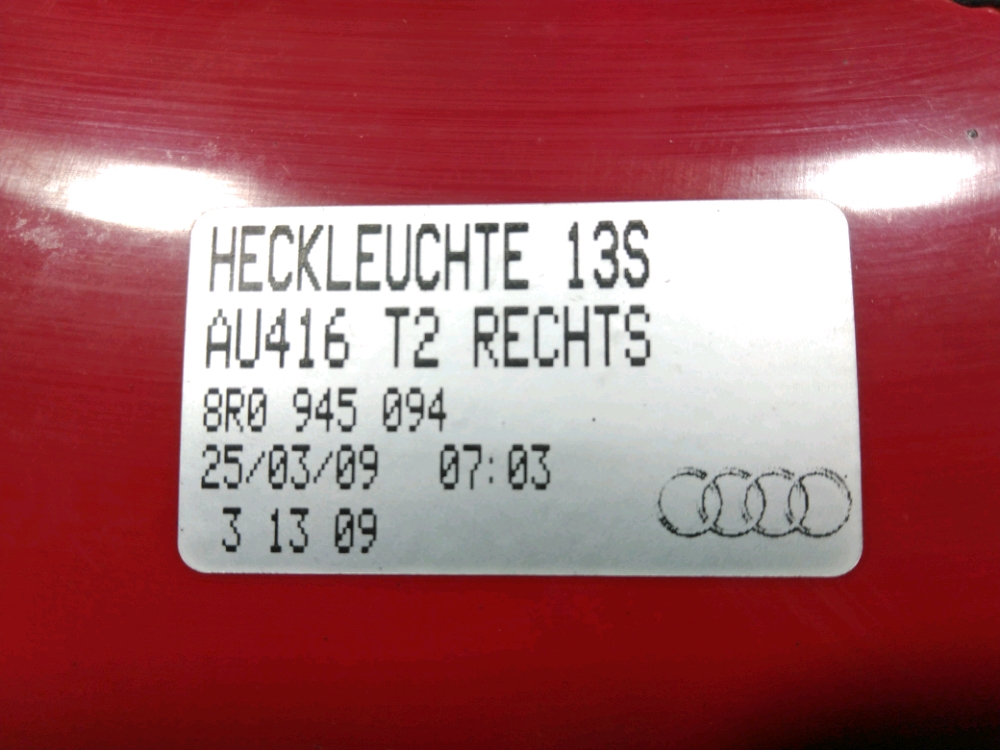 HECKLEUCHTE 13S
AU416 T2 RECHTS
8R0 945 094
25/03/09 07:03
3 13 09